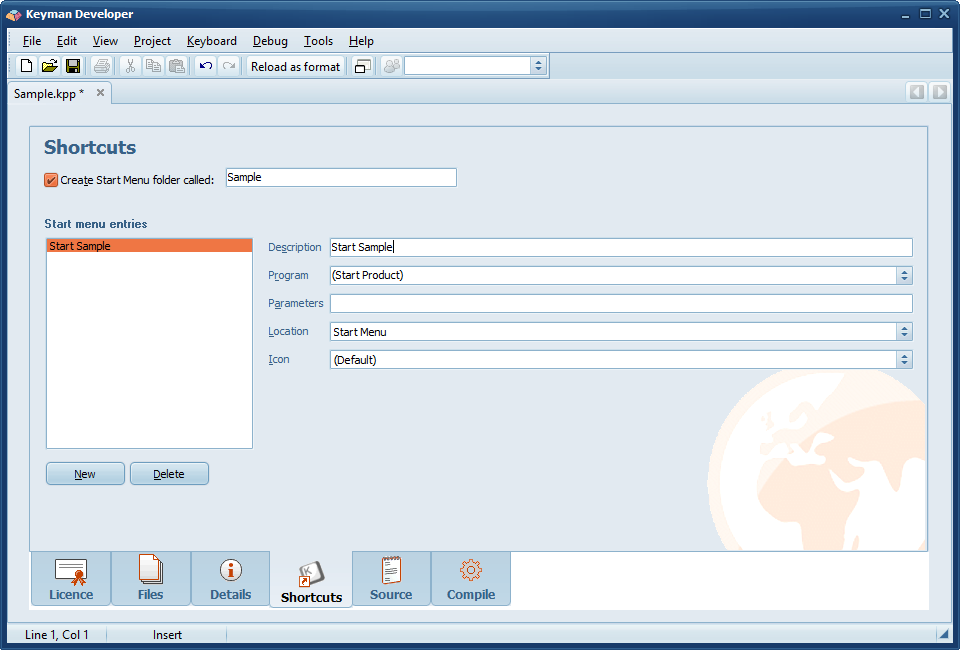 Keyman Developer
File Edit View Project Keyboard Debug Tools Help
Reload as format
Sample.kpp *
Shortcuts
Create Start Menu folder called: Sample
Start menu entries
Start Sample
Description Start Sample
Program (Start Product)
Parameters
Location Start Menu
Icon (Default)
New Delete
Licence Files Details Shortcuts Source Compile
Line 1, Col 1 Insert